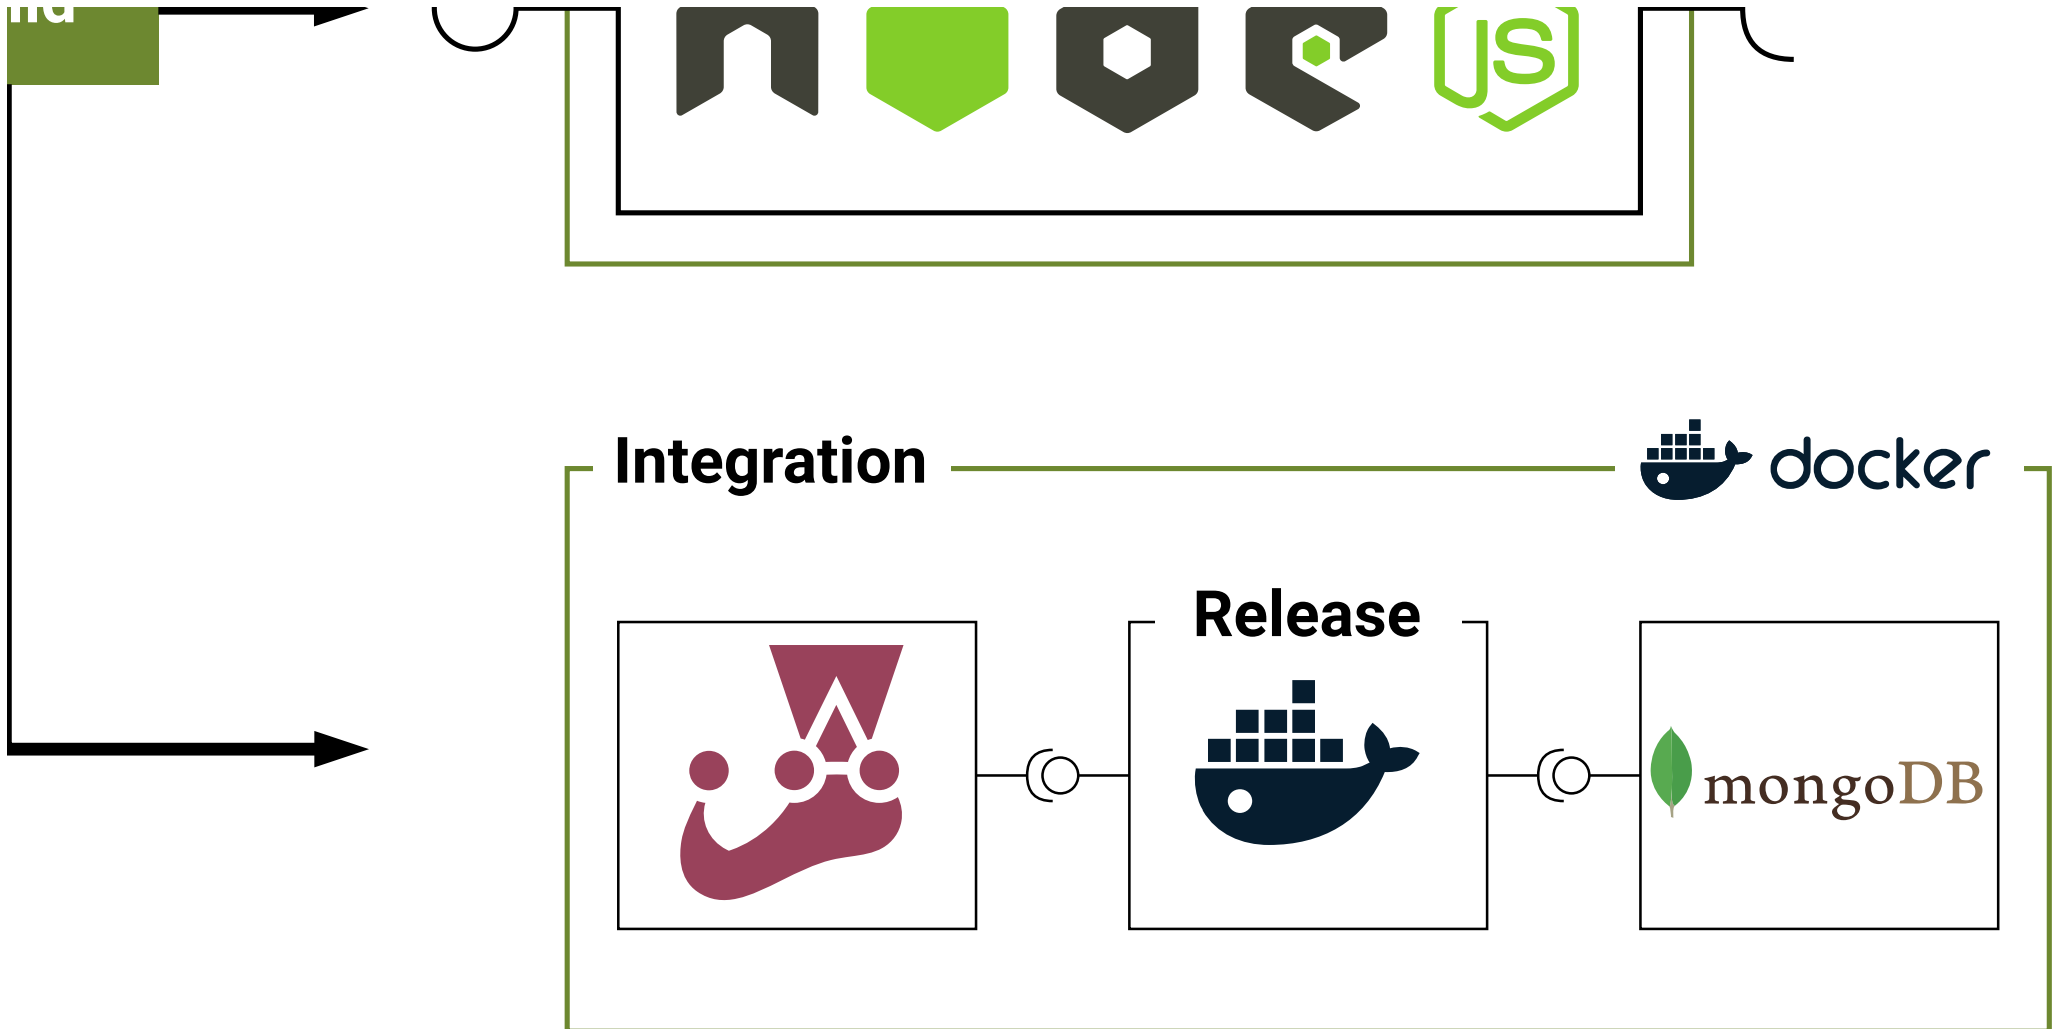 JS
Integration
docker
Release
mongoDB